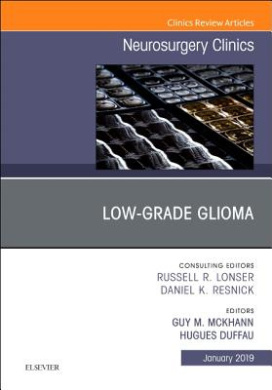 Clinics Review Articles
Neurosurgery Clinics
LOW-GRADE GLIOMA
CONSULTING EDITORS
RUSSELL R. LONSER
DANIEL K. RESNICK
EDITORS
GUY M. MCKHANN
HUGUES DUFFAU
ELSEVIER
January 2019